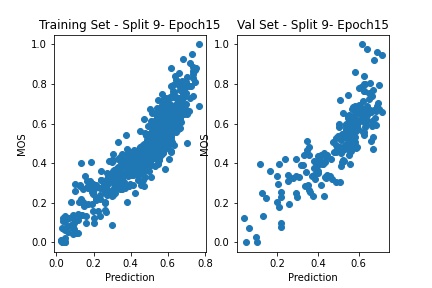 Training Set - Split 9- Epoch15
1.0
0.8
0.6
0.4
0.2
0.0
MOS
0.0 0.2 0.4 0.6 0.8
Prediction
Val Set - Split 9- Epoch15
1.0
0.8
0.6
0.4
0.2
0.0
MOS
0.2 0.4 0.6
Prediction